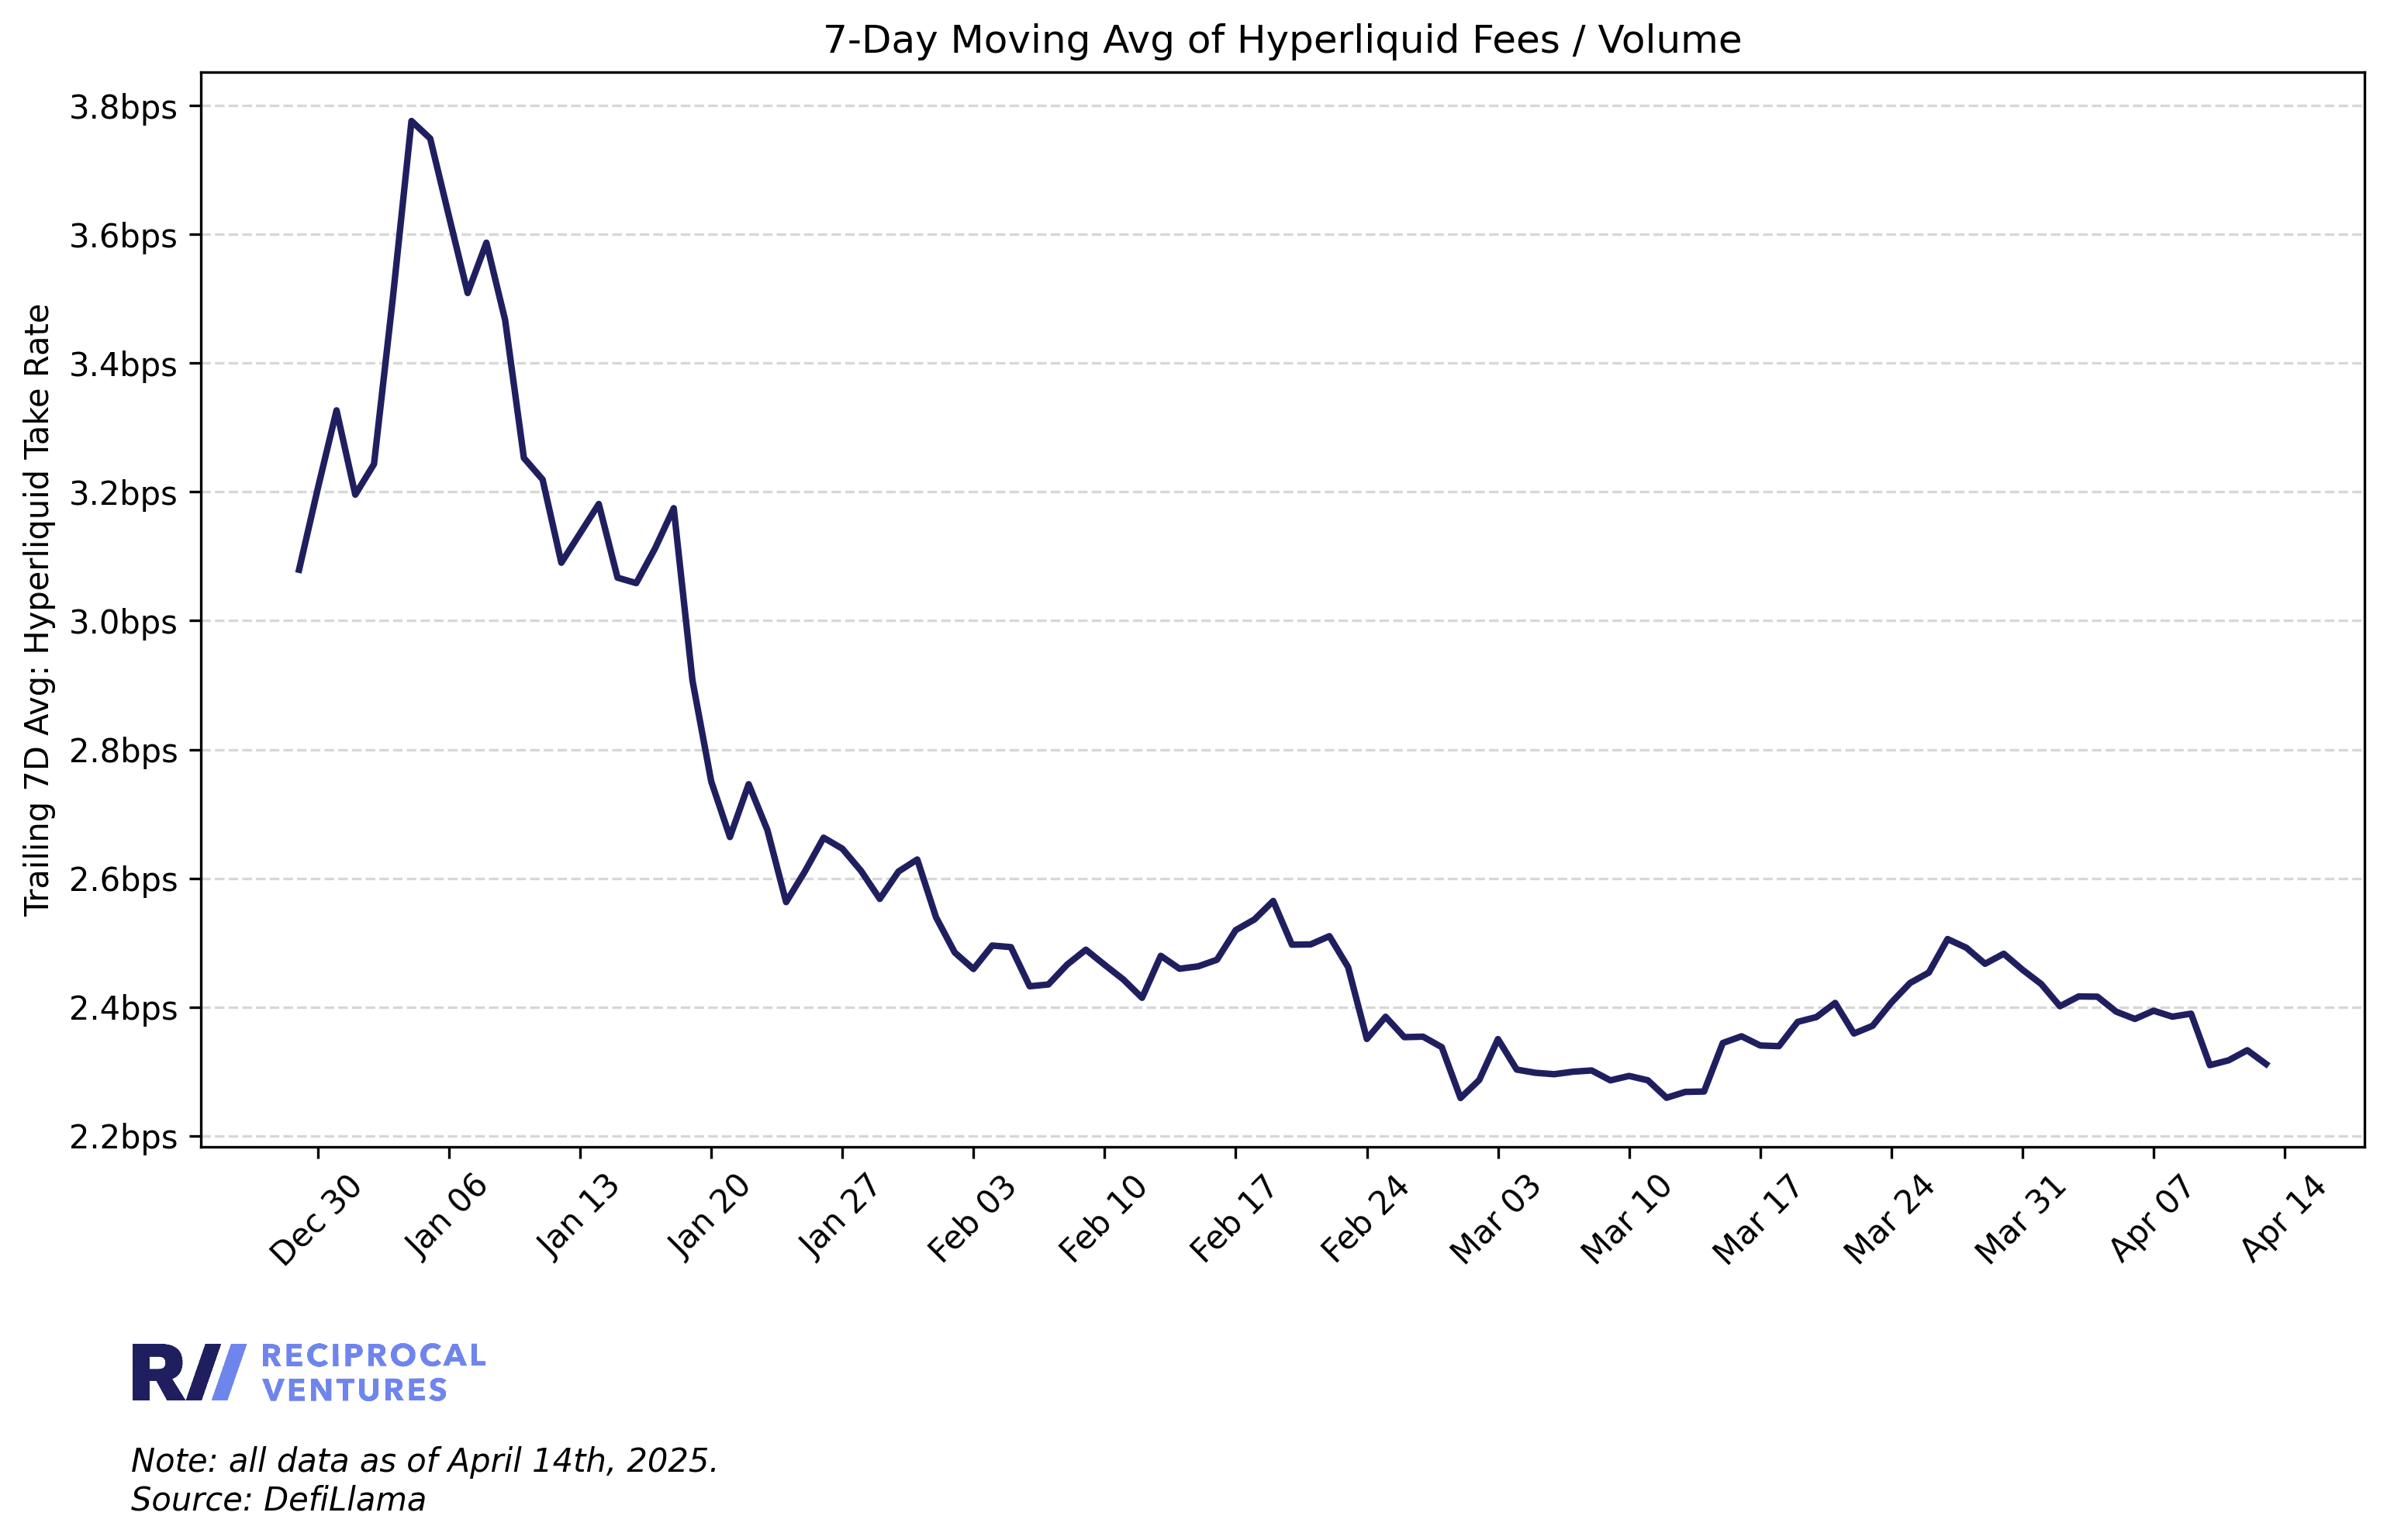 7-Day Moving Avg of Hyperliquid Fees / Volume
Trailing 7D Avg: Hyperliquid Take Rate
3.8bps
3.6bps
3.4bps
3.2bps
3.0bps
2.8bps
2.6bps
2.4bps
2.2bps
Dec 30
Jan 06
Jan 13
Jan 20
Jan 27
Feb 03
Feb 10
Feb 17
Feb 24
Mar 03
Mar 10
Mar 17
Mar 24
Mar 31
Apr 07
Apr 14
R
RECIPROCAL
VENTURES
Note: all data as of April 14th, 2025.
Source: DefiLlama